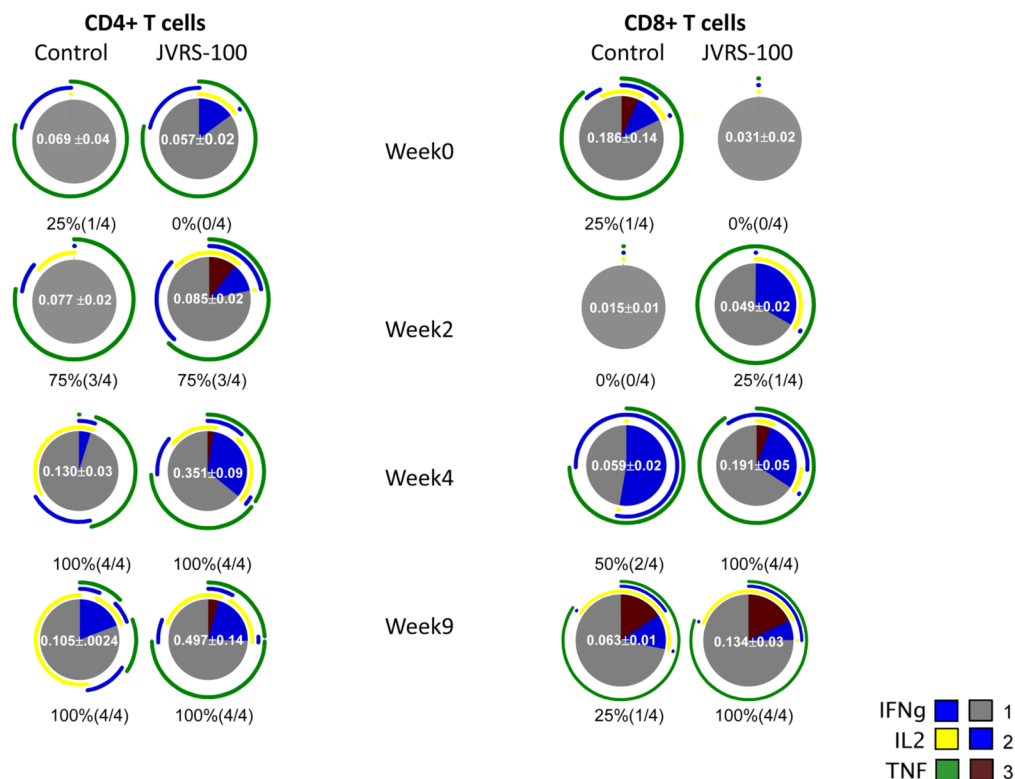 CD4+ T cells
CD8+ T cells
Control JVRS-100
Control JVRS-100
0.069 ±0.04
0.057±0.02
Week0
0.186±0.14
0.031±0.02
25%(1/4)
0%(0/4)
25%(1/4)
0%(0/4)
0.077 ±0.02
0.085±0.02
Week2
0.015±0.01
0.049±0.02
75%(3/4)
75%(3/4)
0%(0/4)
25%(1/4)
0.130±0.03
0.351±0.09
Week4
0.059±0.02
0.191±0.05
100%(4/4)
100%(4/4)
50%(2/4)
100%(4/4)
0.105±.0024
0.497±0.14
Week9
0.063±0.01
0.134±0.03
100%(4/4)
100%(4/4)
25%(1/4)
100%(4/4)
IFNg 1
IL2 2
TNF 3